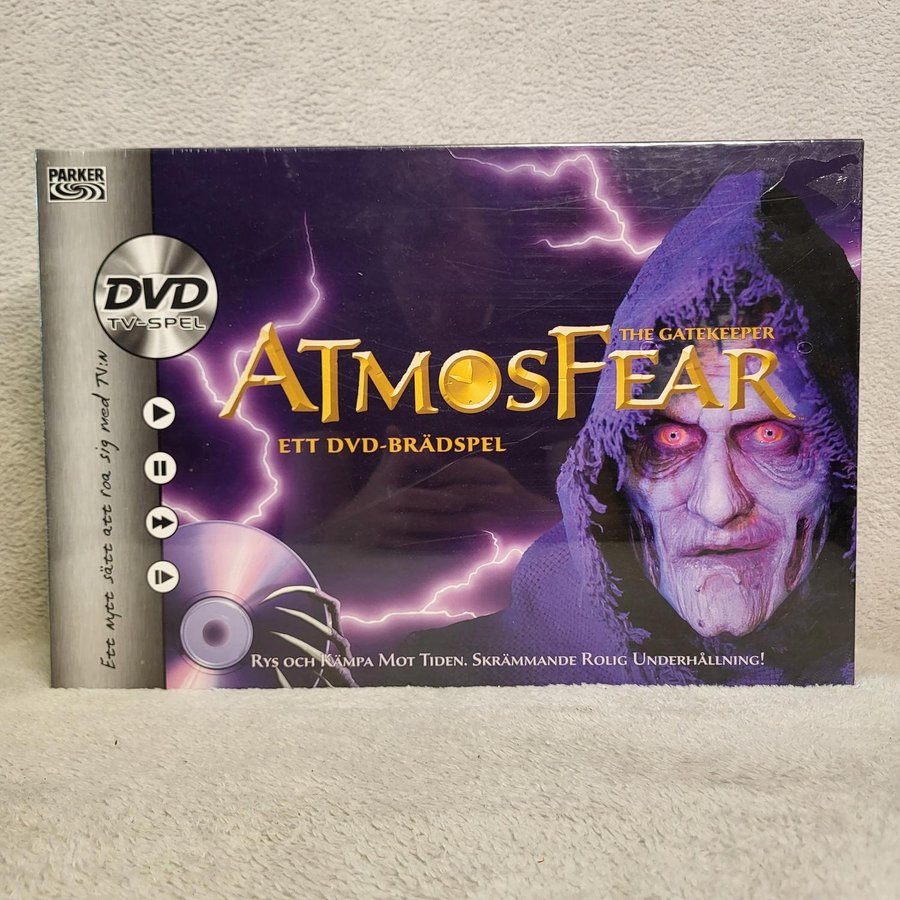 PARKER
DVD
TV-SPEL
Ett nytt sätt att roa sig med TV:n
THE GATEKEEPER
ATMOSFEAR™
ETT DVD-BRÄDSPEL
RYS OCH KÄMPA MOT TIDEN. SKRÄMMANDE ROLIG UNDERHÅLLNING!